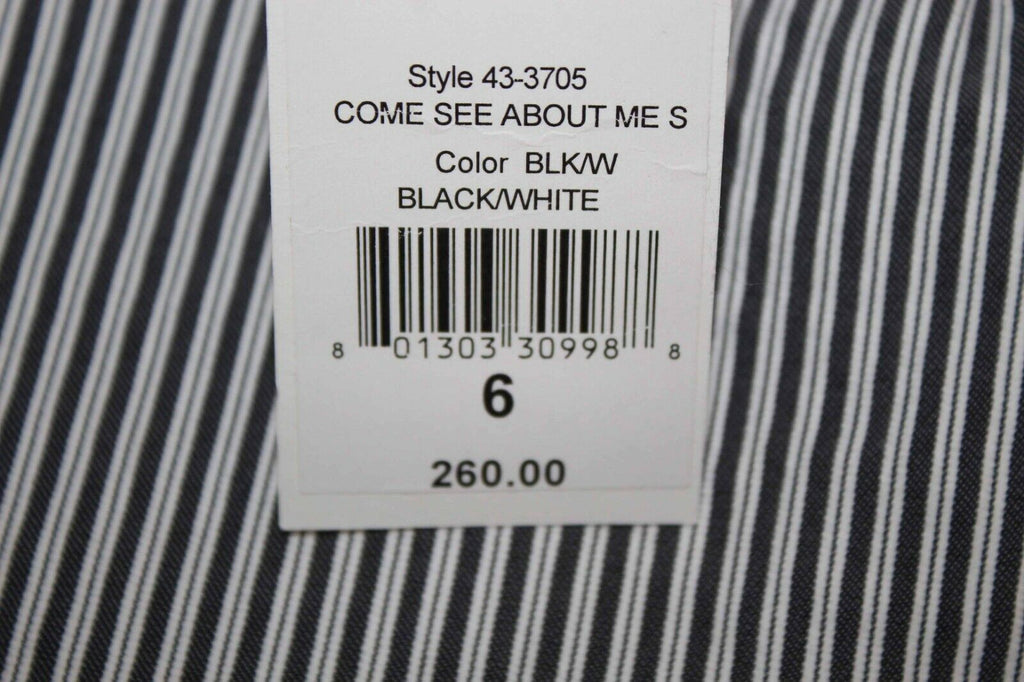 Style 43-3705
COME SEE ABOUT ME S
Color BLK/W
BLACK/WHITE
8 01303 30998 8
6
260.00